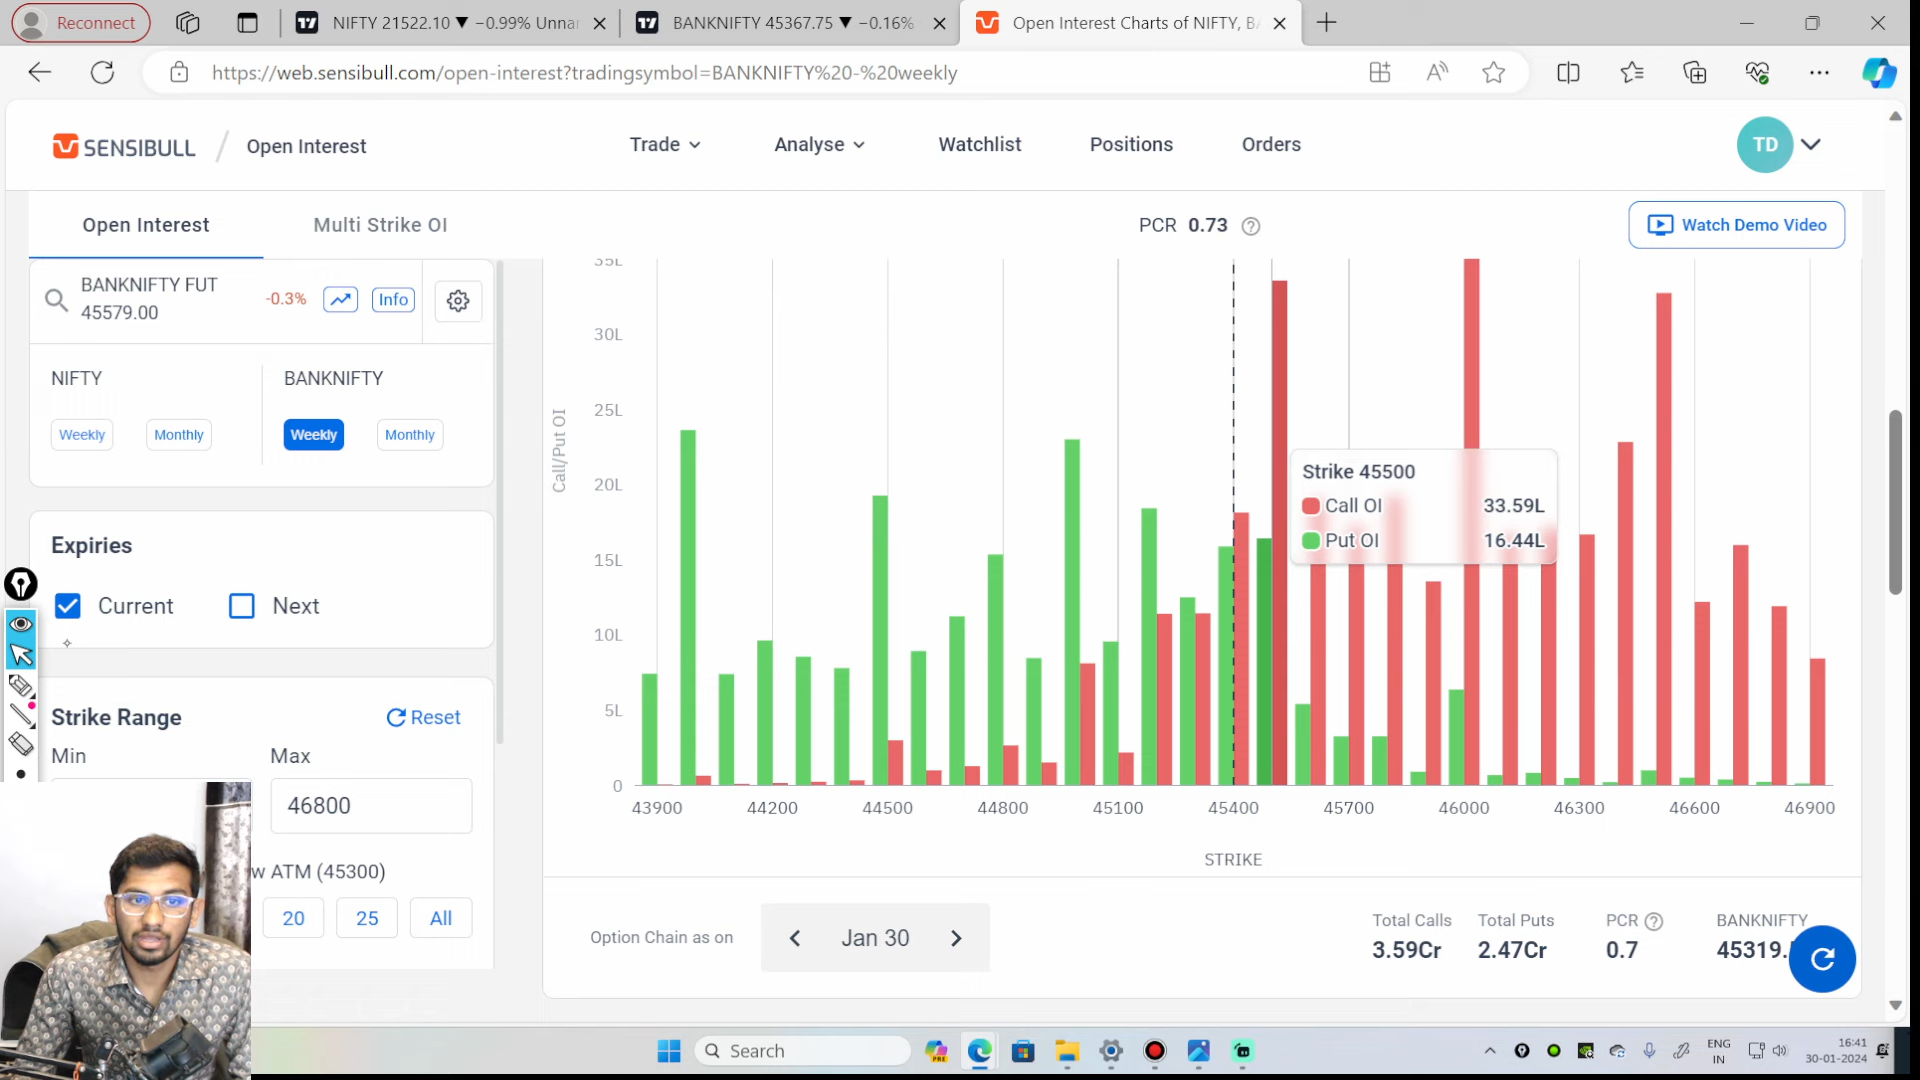 Reconnect
NIFTY 21522.10 ▼ −0.99% Unnar
BANKNIFTY 45367.75 ▼ −0.16%
Open Interest Charts of NIFTY, BA
https://web.sensibull.com/open-interest?tradingsymbol=BANKNIFTY%20-%20weekly
SENSIBULL / Open Interest
Trade
Analyse
Watchlist
Positions
Orders
TD
Open Interest
Multi Strike OI
PCR 0.73
Watch Demo Video
BANKNIFTY FUT
45579.00
-0.3%
Info
NIFTY
BANKNIFTY
Weekly
Monthly
Weekly
Monthly
Expiries
Current
Next
Strike Range
Reset
Min
Max
46800
w ATM (45300)
20
25
All
Call/Put OI
35L
30L
25L
20L
15L
10L
5L
0
Strike 45500
Call OI 33.59L
Put OI 16.44L
43900 44200 44500 44800 45100 45400 45700 46000 46300 46600 46900
STRIKE
Option Chain as on
Jan 30
Total Calls
3.59Cr
Total Puts
2.47Cr
PCR
0.7
BANKNIFTY
45319.
Search
PRE
ENG
IN
16:41
30-01-2024